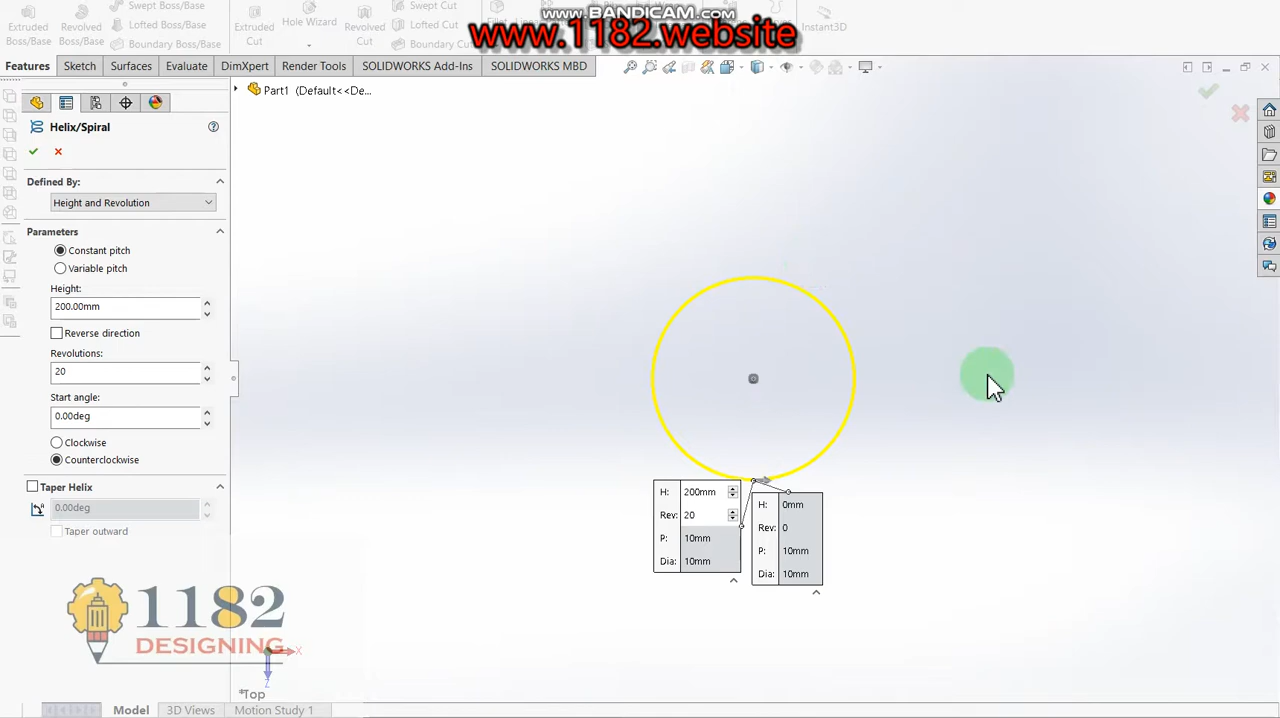 www.BANDICAM.com
www.1182.website
Extruded Boss/Base
Boss/Base
Swept Boss/Base
Lofted Boss/Base
Boundary Boss/Base
Extruded Cut
Hole Wizard
Revolved Cut
Swept Cut
Lofted Cut
Boundary Cut
Instant3D
Features
Sketch
Surfaces
Evaluate
DimXpert
Render Tools
SOLIDWORKS Add-Ins
SOLIDWORKS MBD
Part1 (Default<<De...
Helix/Spiral
Defined By:
Height and Revolution
Parameters
Constant pitch
Variable pitch
Height:
200.00mm
Reverse direction
Revolutions:
20
Start angle:
0.00deg
Clockwise
Counterclockwise
Taper Helix
0.00deg
Taper outward
H: 200mm
Rev: 20
P: 10mm
Dia: 10mm
H: 0mm
Rev: 0
P: 10mm
Dia: 10mm
1182
DESIGNING
X
Z
*Top
Model
3D Views
Motion Study 1